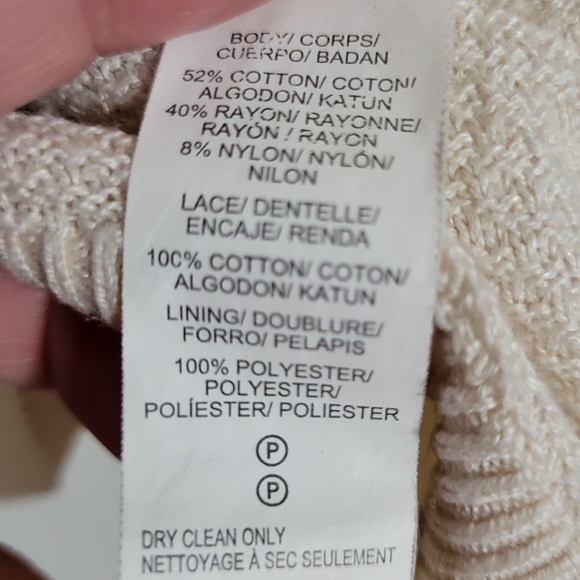 BODY/ CORPS/
CUERPO/ BADAN
52% COTTON/ COTON/
ALGODON/ KATUN
40% RAYON/ RAYONNE/
RAYÓN / RAYON
8% NYLON/ NYLÓN/
NILON
LACE/ DENTELLE/
ENCAJE/ RENDA
100% COTTON/ COTON/
ALGODON/ KATUN
LINING/ DOUBLURE/
FORRO/ PELAPIS
100% POLYESTER/
POLYESTER/
POLÍESTER/ POLIESTER
P
P
DRY CLEAN ONLY
NETTOYAGE À SEC SEULEMENT